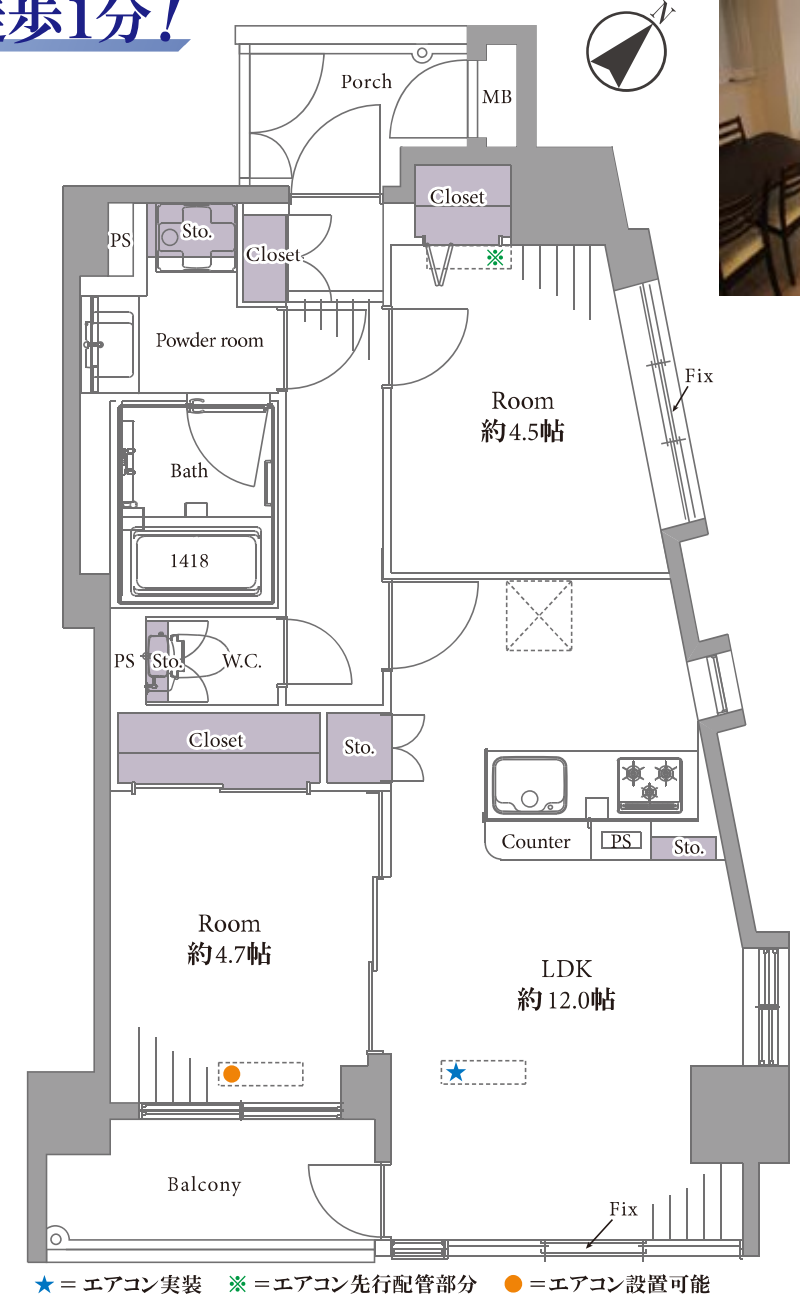 歩1分!
N
Porch
MB
Closet
PS
Sto.
Closet
Powder room
Fix
Room
約4.5帖
Bath
1418
PS
Sto.
W.C.
Closet
Sto.
Counter
PS
Sto.
Room
約4.7帖
LDK
約12.0帖
Balcony
Fix
★=エアコン実装 ※=エアコン先行配管部分 ●=エアコン設置可能